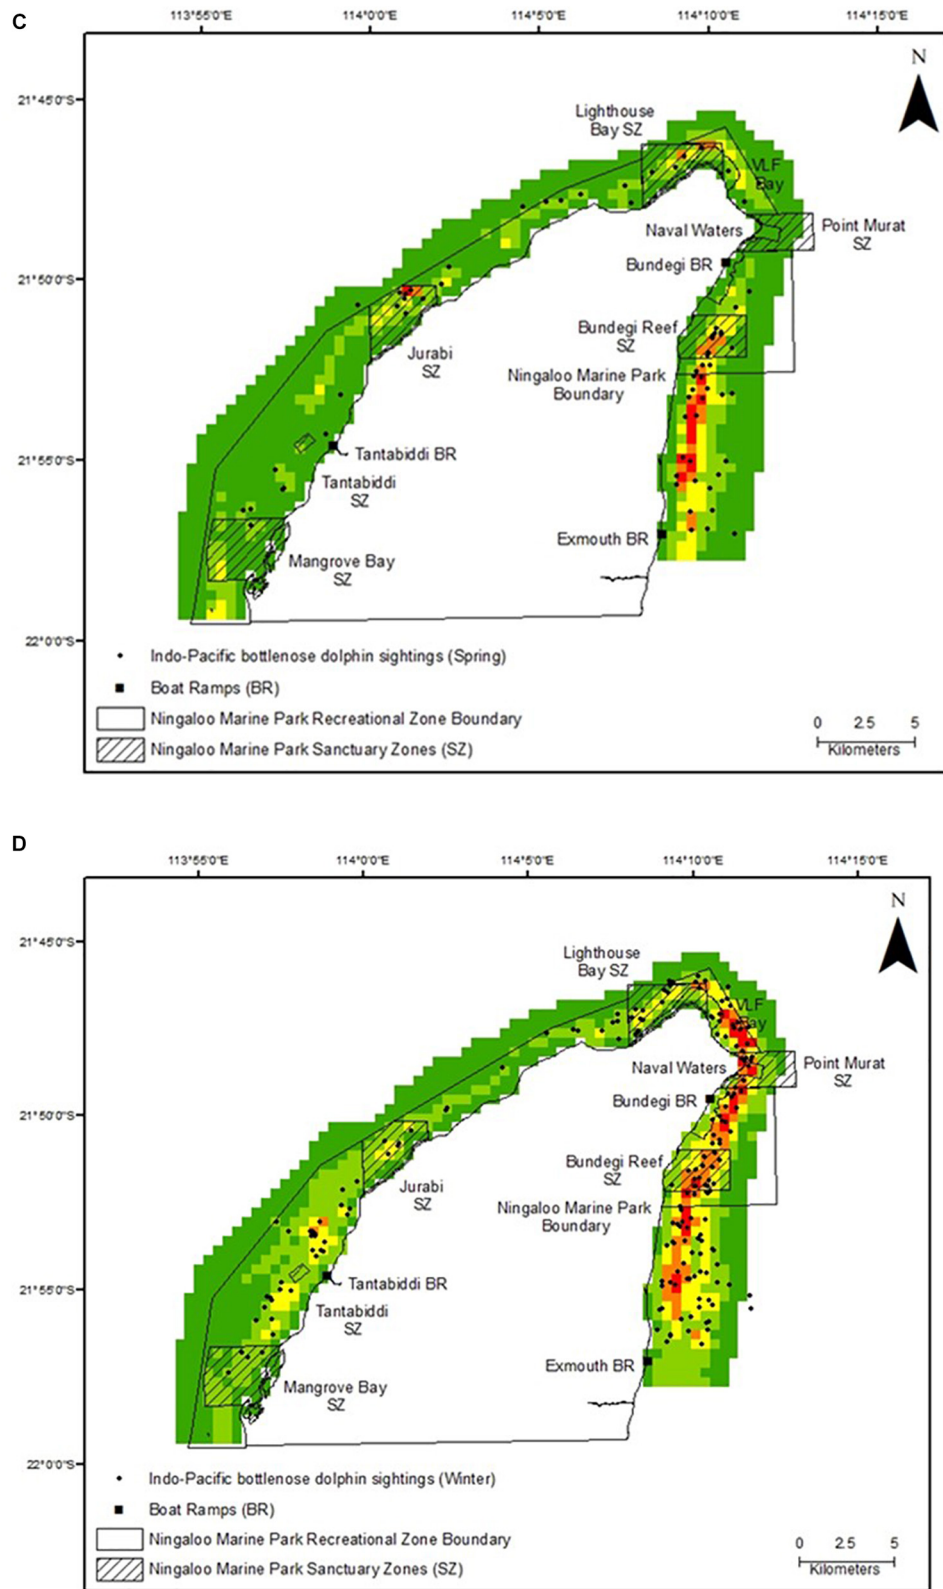 C
113°55'0"E 114°0'0"E 114°5'0"E 114°10'0"E 114°15'0"E
N
21°45'0"S
Lighthouse
Bay SZ
VLF
Bay
Naval Waters
Point Murat
SZ
Bundegi BR
21°50'0"S
Bundegi Reef
SZ
Jurabi
SZ
Ningaloo Marine Park
Boundary
Tantabiddi BR
21°55'0"S
Tantabiddi
SZ
Exmouth BR
Mangrove Bay
SZ
22°0'0"S
Indo-Pacific bottlenose dolphin sightings (Spring)
Boat Ramps (BR)
Ningaloo Marine Park Recreational Zone Boundary
Ningaloo Marine Park Sanctuary Zones (SZ)
0 2.5 5
Kilometers
D
113°55'0"E 114°0'0"E 114°5'0"E 114°10'0"E 114°15'0"E
N
21°45'0"S
Lighthouse
Bay SZ
VLF
Bay
Naval Waters
Point Murat
SZ
Bundegi BR
21°50'0"S
Bundegi Reef
SZ
Jurabi
SZ
Ningaloo Marine Park
Boundary
Tantabiddi BR
21°55'0"S
Tantabiddi
SZ
Exmouth BR
Mangrove Bay
SZ
22°0'0"S
Indo-Pacific bottlenose dolphin sightings (Winter)
Boat Ramps (BR)
Ningaloo Marine Park Recreational Zone Boundary
Ningaloo Marine Park Sanctuary Zones (SZ)
0 2.5 5
Kilometers